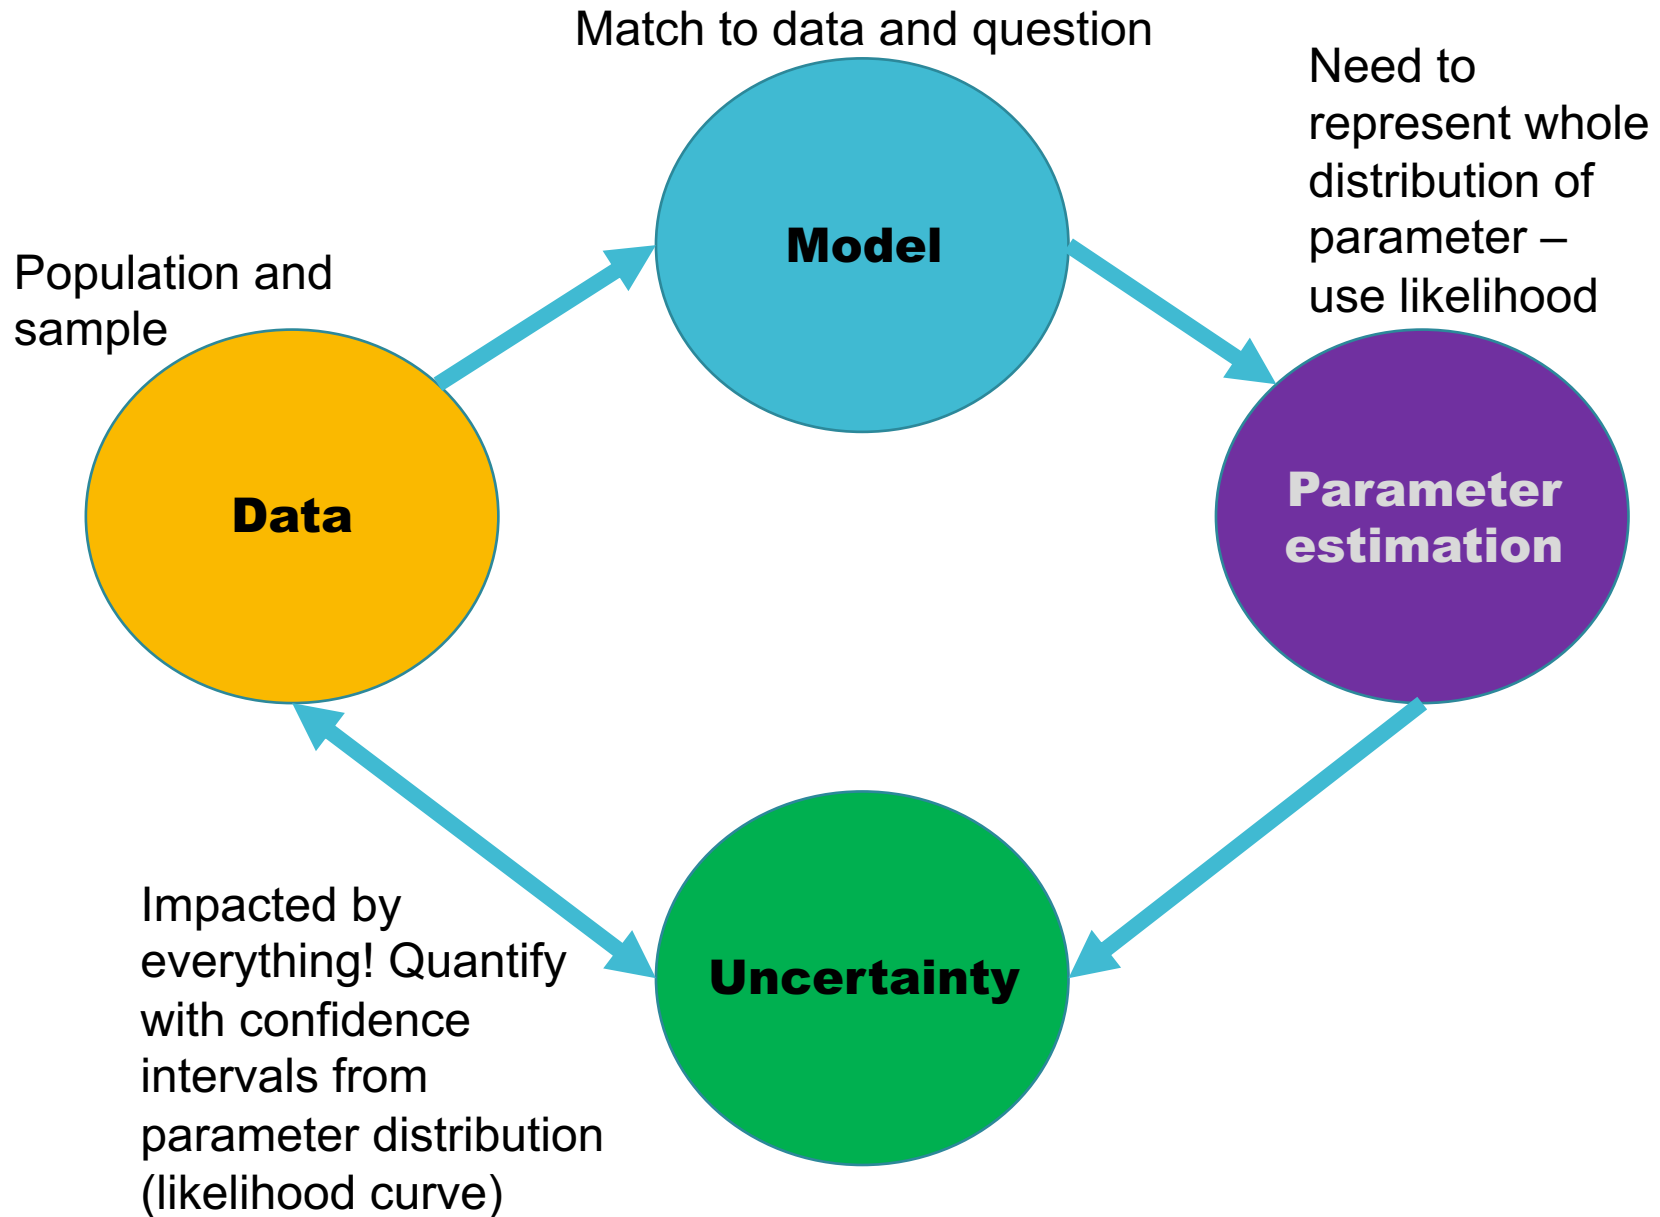 Match to data and question
Need to
represent whole
distribution of
parameter –
use likelihood
Model
Population and
sample
Data
Parameter
estimation
Impacted by
everything! Quantify
with confidence
intervals from
parameter distribution
(likelihood curve)
Uncertainty